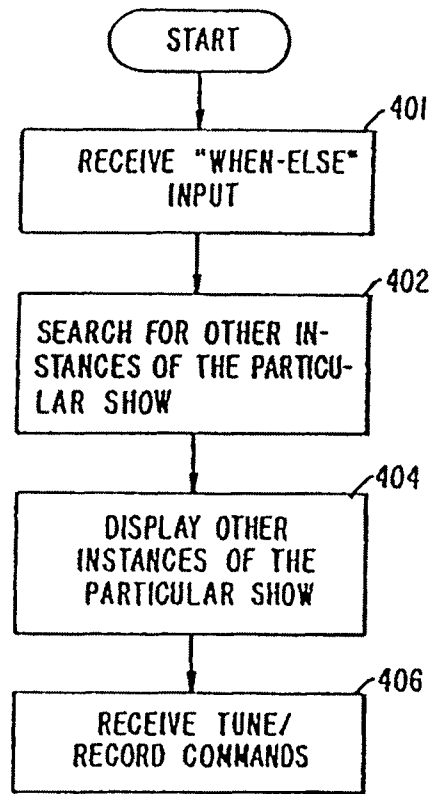 START
401
RECEIVE "WHEN-ELSE"
INPUT
402
SEARCH FOR OTHER IN-
STANCES OF THE PARTICU-
LAR SHOW
404
DISPLAY OTHER
INSTANCES OF THE
PARTICULAR SHOW
406
RECEIVE TUNE/
RECORD COMMANDS